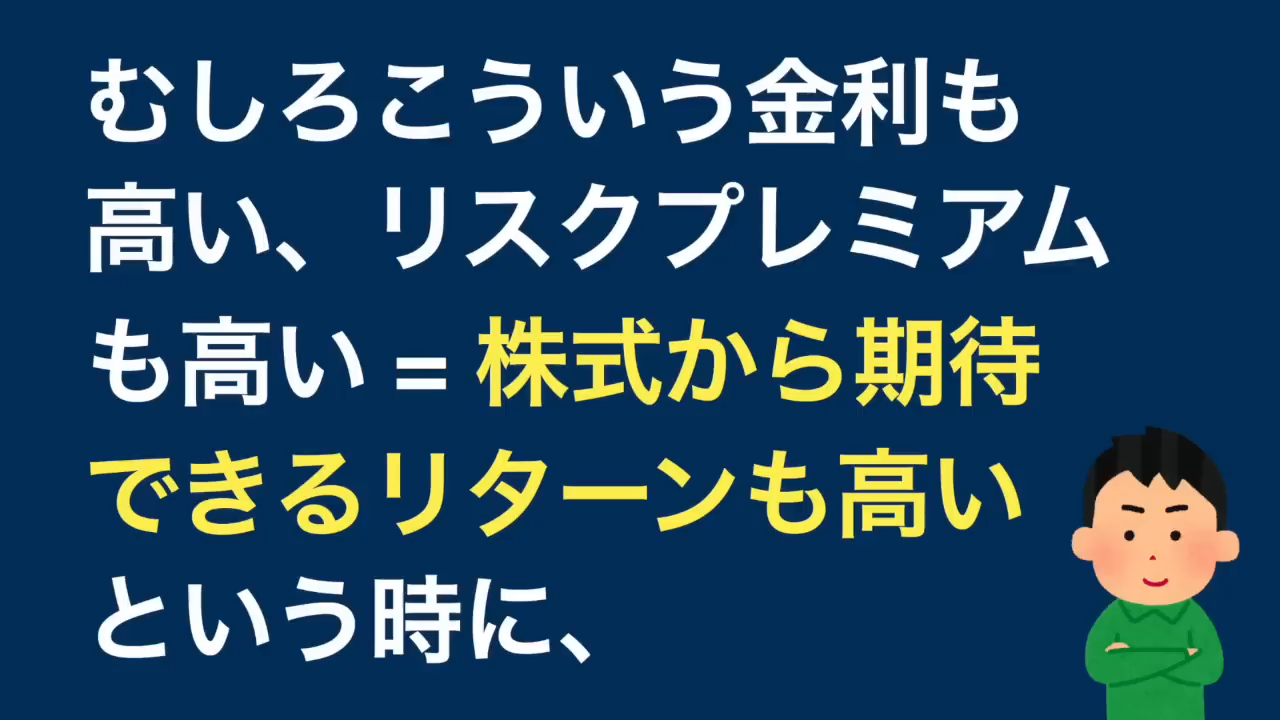 むしろこういう金利も
高い、リスクプレミアム
も高い = 株式から期待
できるリターンも高い
という時に、